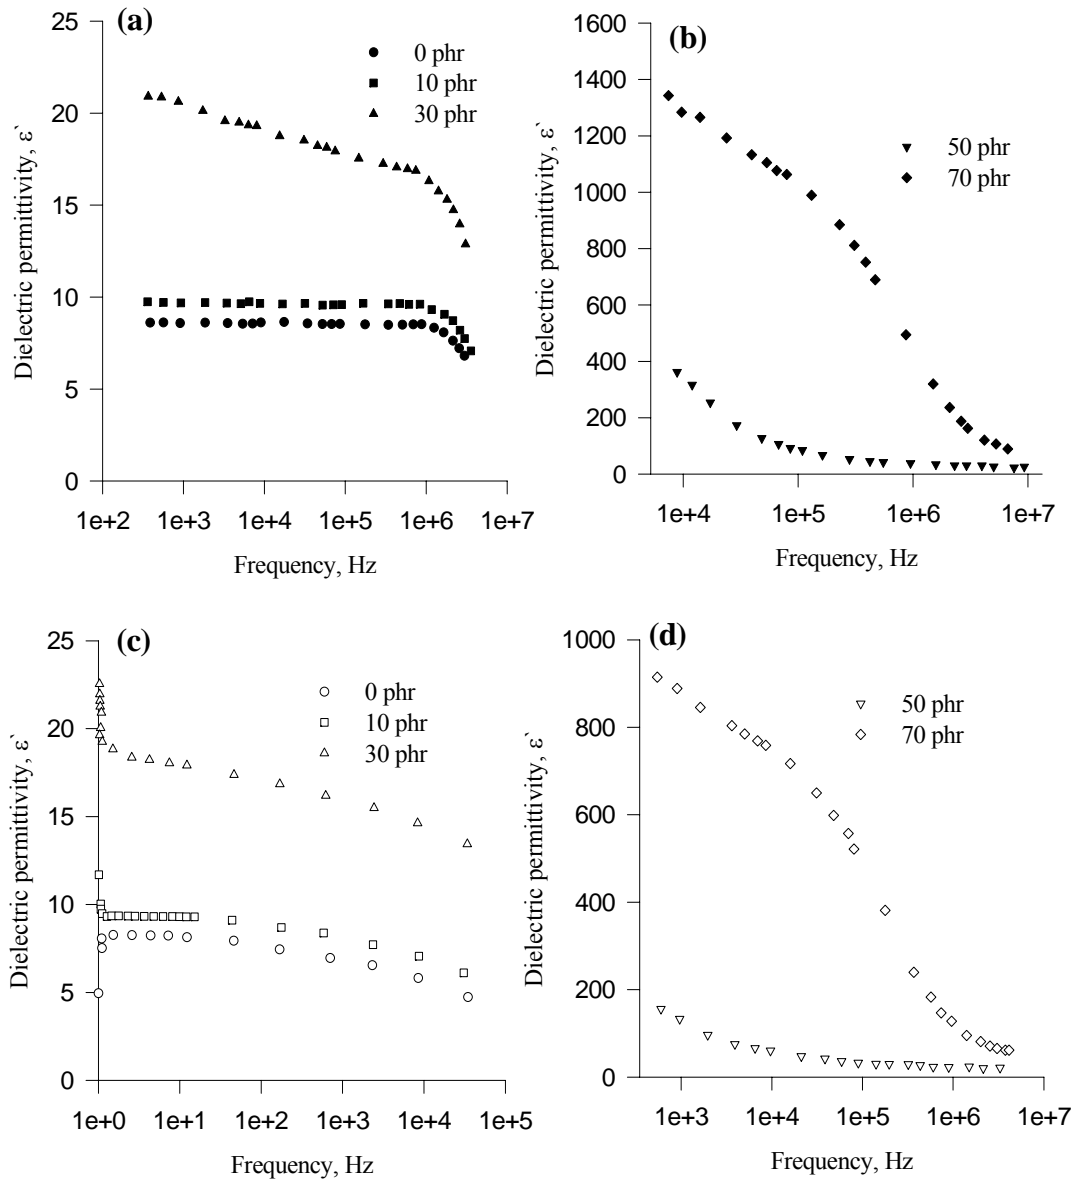 (a)
25
20
15
10
5
0
Dielectric permittivity, ε`
0 phr
10 phr
30 phr
1e+2 1e+3 1e+4 1e+5 1e+6 1e+7
Frequency, Hz
(b)
1600
1400
1200
1000
800
600
400
200
0
Dielectric permittivity, ε`
50 phr
70 phr
1e+4 1e+5 1e+6 1e+7
Frequency, Hz
(c)
25
20
15
10
5
0
Dielectric permittivity, ε`
0 phr
10 phr
30 phr
1e+0 1e+1 1e+2 1e+3 1e+4 1e+5
Frequency, Hz
(d)
1000
800
600
400
200
0
Dielectric permittivity, ε`
50 phr
70 phr
1e+3 1e+4 1e+5 1e+6 1e+7
Frequency, Hz